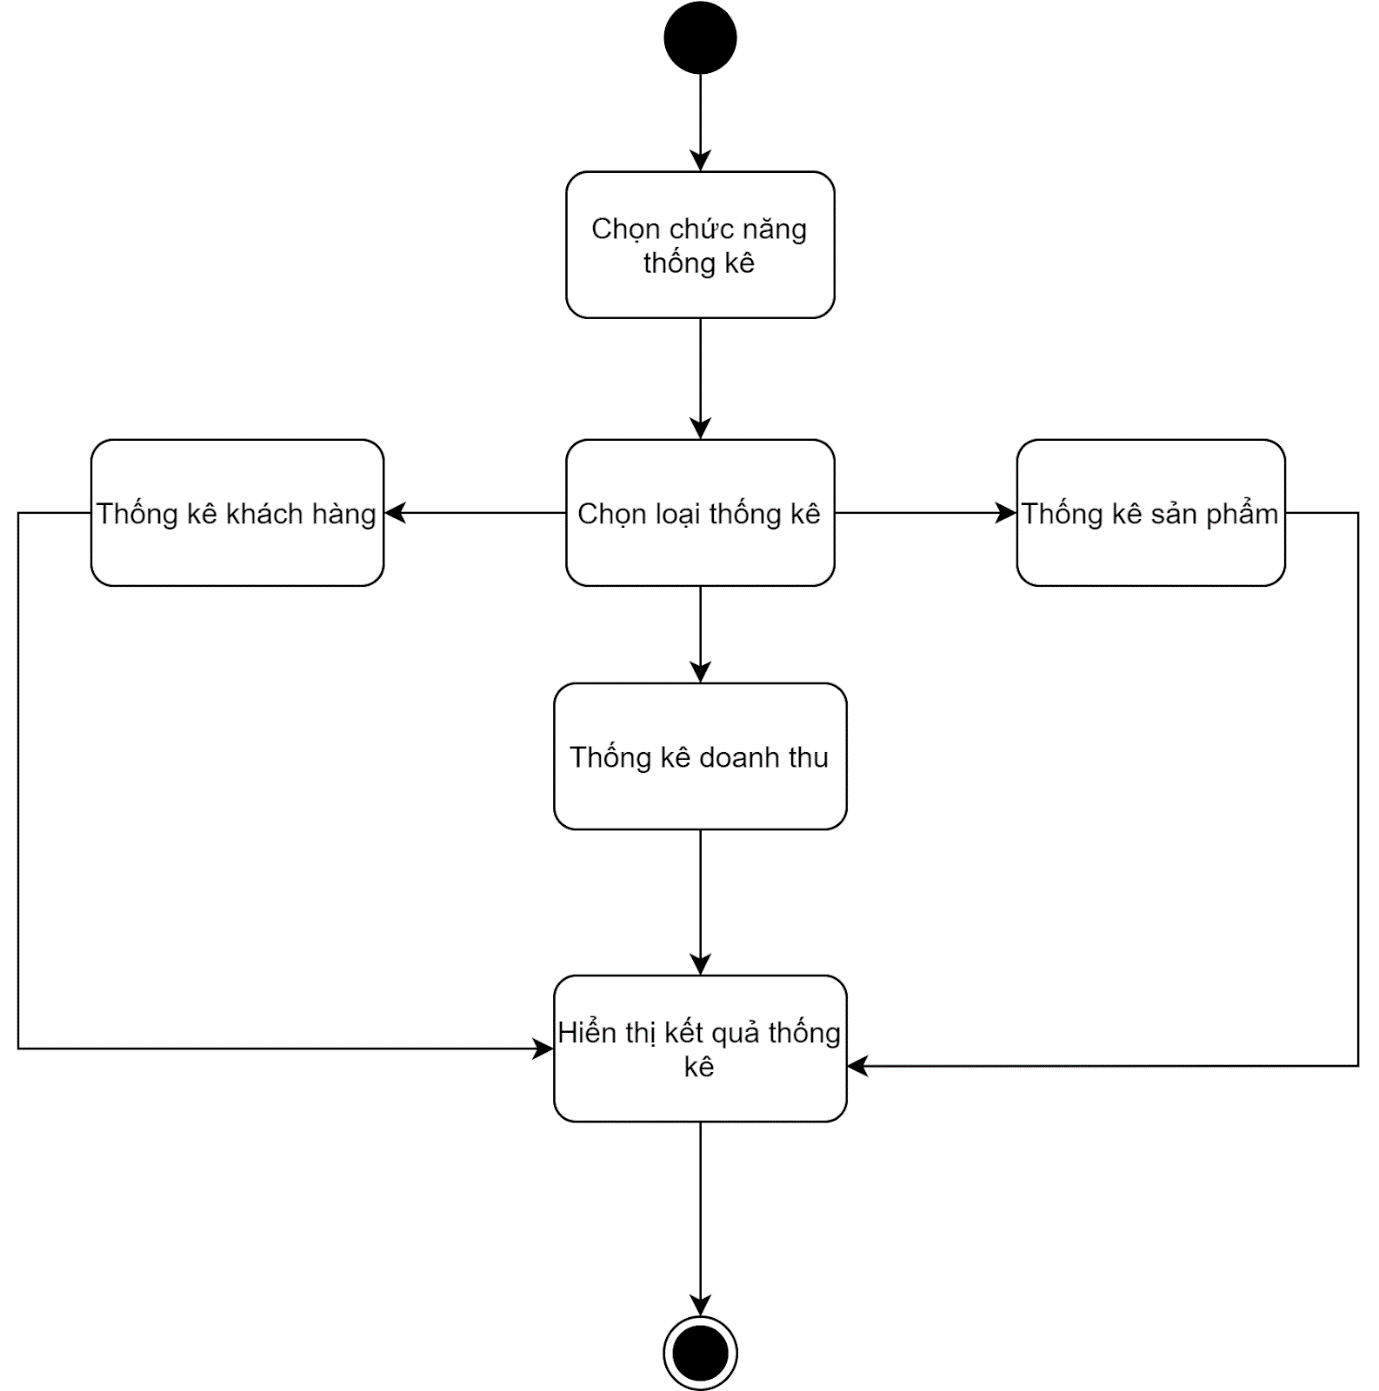 Chọn chức năng
thống kê
Thống kê khách hàng
Chọn loại thống kê
Thống kê sản phẩm
Thống kê doanh thu
Hiển thị kết quả thống
kê